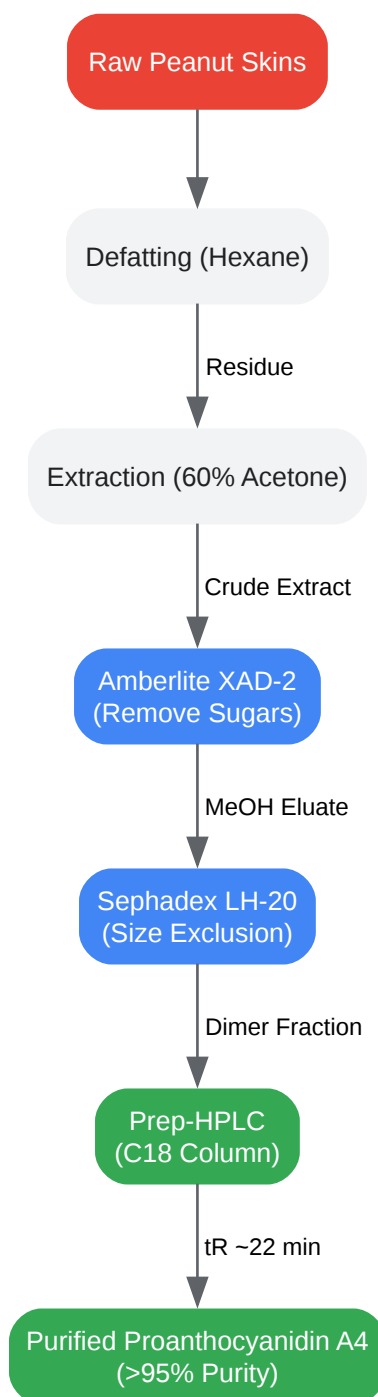 Raw Peanut Skins
Defatting (Hexane)
Residue
Extraction (60% Acetone)
Crude Extract
Amberlite XAD-2
(Remove Sugars)
MeOH Eluate
Sephadex LH-20
(Size Exclusion)
Dimer Fraction
Prep-HPLC
(C18 Column)
tR ~22 min
Purified Proanthocyanidin A4
(>95% Purity)